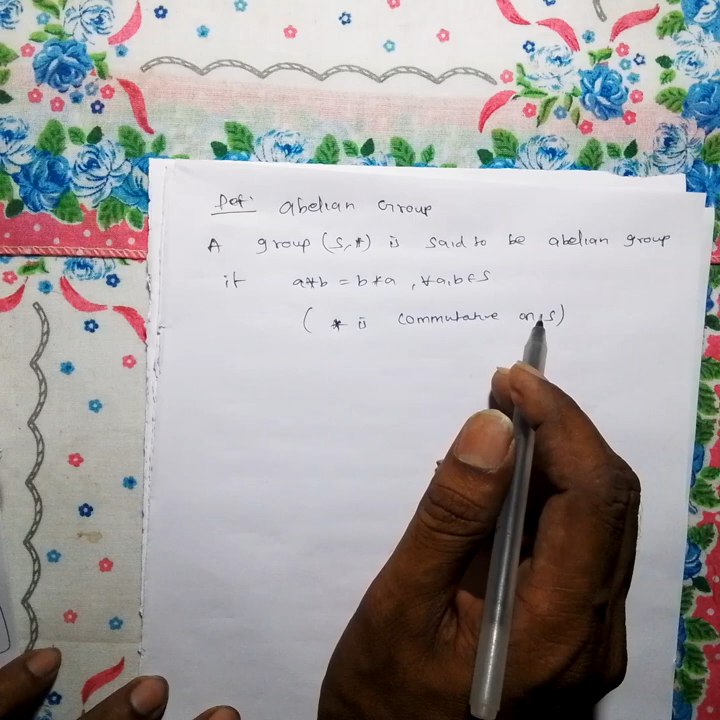 Def: abelian Group
A group (S,*) is said to be abelian group
if a*b = b*a , ∀a,b∈S
( * is commutative on S)